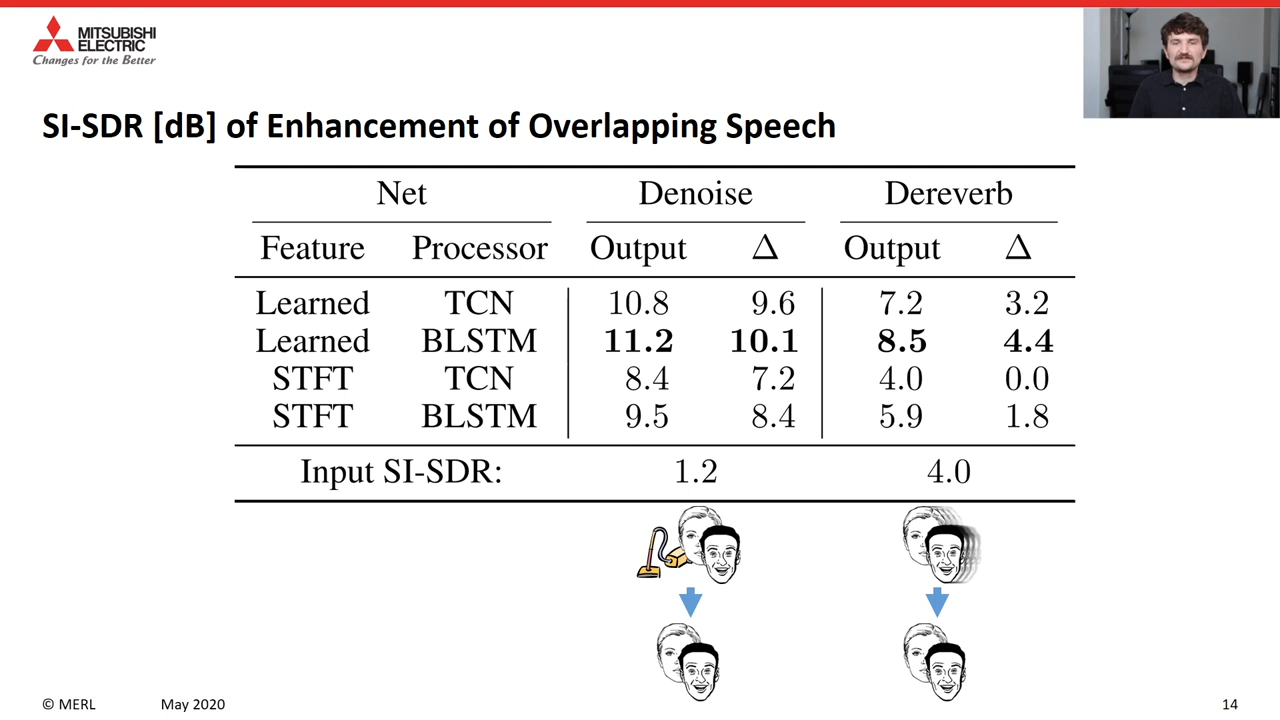 MITSUBISHI
ELECTRIC
Changes for the Better
SI-SDR [dB] of Enhancement of Overlapping Speech
Net Denoise Dereverb
Feature Processor Output Δ Output Δ
Learned TCN 10.8 9.6 7.2 3.2
Learned BLSTM 11.2 10.1 8.5 4.4
STFT TCN 8.4 7.2 4.0 0.0
STFT BLSTM 9.5 8.4 5.9 1.8
Input SI-SDR: 1.2 4.0
© MERL May 2020 14